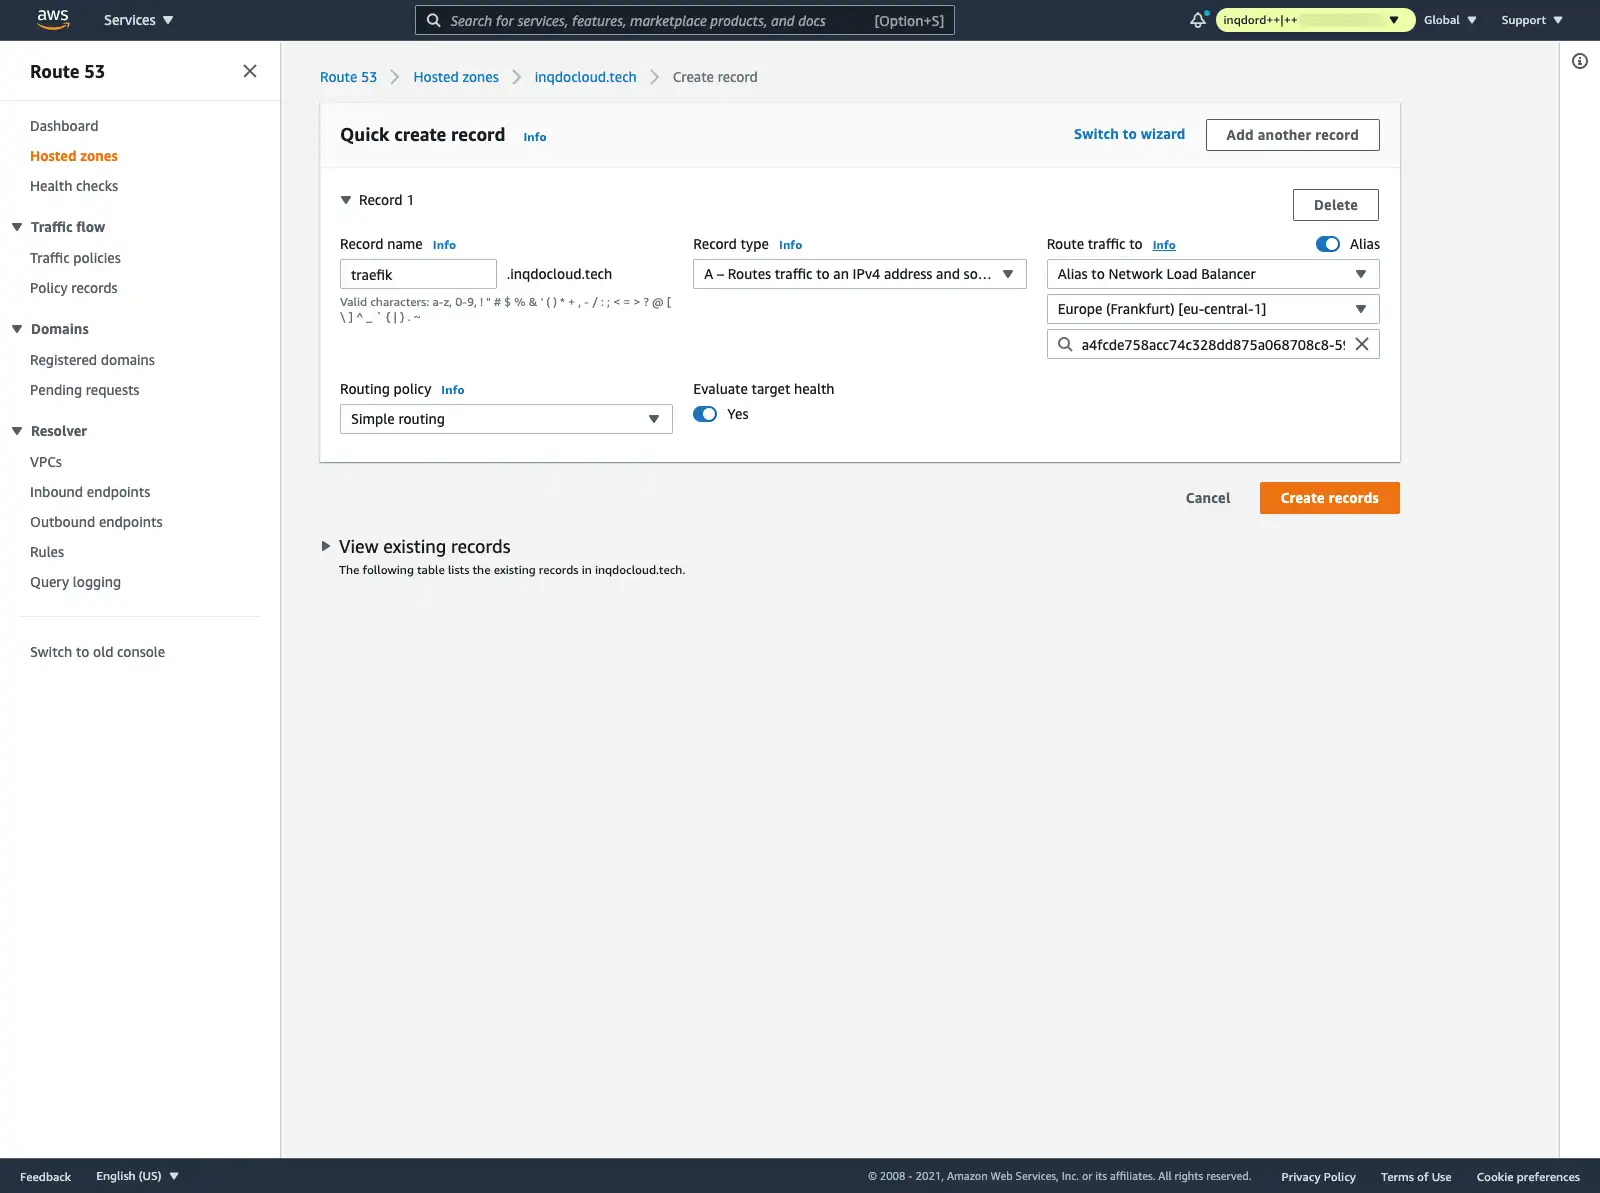 aws Services Search for services, features, marketplace products, and docs [Option+S] inqdord++|++ Global Support
Route 53
Dashboard
Hosted zones
Health checks
Traffic flow
Traffic policies
Policy records
Domains
Registered domains
Pending requests
Resolver
VPCs
Inbound endpoints
Outbound endpoints
Rules
Query logging
Switch to old console
Route 53 Hosted zones inqdocloud.tech Create record
Quick create record Info Switch to wizard Add another record
Record 1
Delete
Record name Info
traefik .inqdocloud.tech
Valid characters: a-z, 0-9, ! " # $ % & ' ( ) * + , - / : ; < = > ? @ [
\ ] ^ _ ` { | } . ~
Record type Info
A – Routes traffic to an IPv4 address and so...
Route traffic to Info Alias
Alias to Network Load Balancer
Europe (Frankfurt) [eu-central-1]
a4fcde758acc74c328dd875a068708c8-59
Routing policy Info
Simple routing
Evaluate target health
Yes
Cancel Create records
View existing records
The following table lists the existing records in inqdocloud.tech.
Feedback English (US) © 2008 - 2021, Amazon Web Services, Inc. or its affiliates. All rights reserved. Privacy Policy Terms of Use Cookie preferences